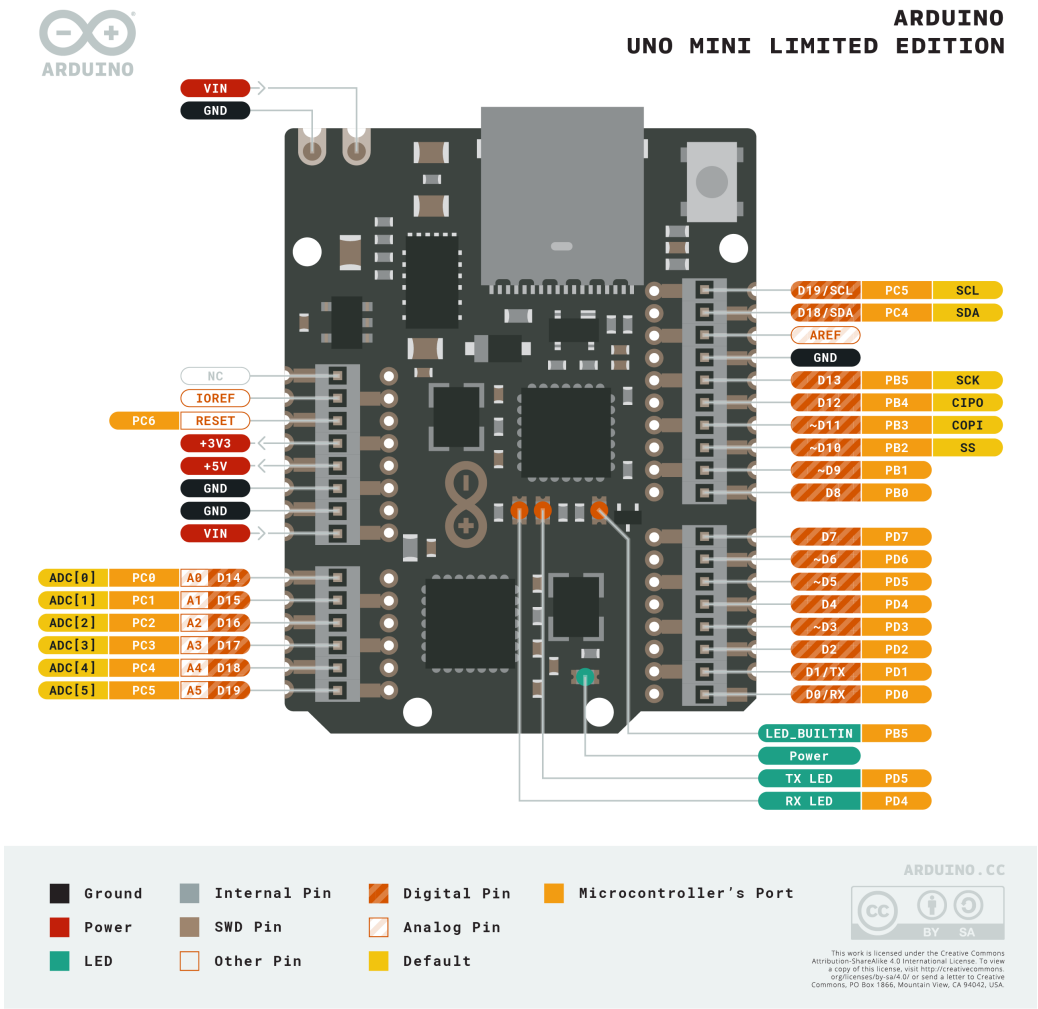 ARDUINO
ARDUINO
UNO MINI LIMITED EDITION
VIN
GND
NC
IOREF
PC6 RESET
+3V3
+5V
GND
GND
VIN
ADC[0] PC0 A0 D14
ADC[1] PC1 A1 D15
ADC[2] PC2 A2 D16
ADC[3] PC3 A3 D17
ADC[4] PC4 A4 D18
ADC[5] PC5 A5 D19
D19/SCL PC5 SCL
D18/SDA PC4 SDA
AREF
GND
D13 PB5 SCK
D12 PB4 CIPO
~D11 PB3 COPI
~D10 PB2 SS
~D9 PB1
D8 PB0
D7 PD7
~D6 PD6
~D5 PD5
D4 PD4
~D3 PD3
D2 PD2
D1/TX PD1
D0/RX PD0
LED_BUILTIN PB5
Power
TX LED PD5
RX LED PD4
Ground
Power
LED
Internal Pin
SWD Pin
Other Pin
Digital Pin
Analog Pin
Default
Microcontroller's Port
ARDUINO.CC
cc
BY SA
This work is licensed under the Creative Commons
Attribution-ShareAlike 4.0 International License. To view
a copy of this license, visit http://creativecommons.
org/licenses/by-sa/4.0/ or send a letter to Creative
Commons, PO Box 1866, Mountain View, CA 94042, USA.